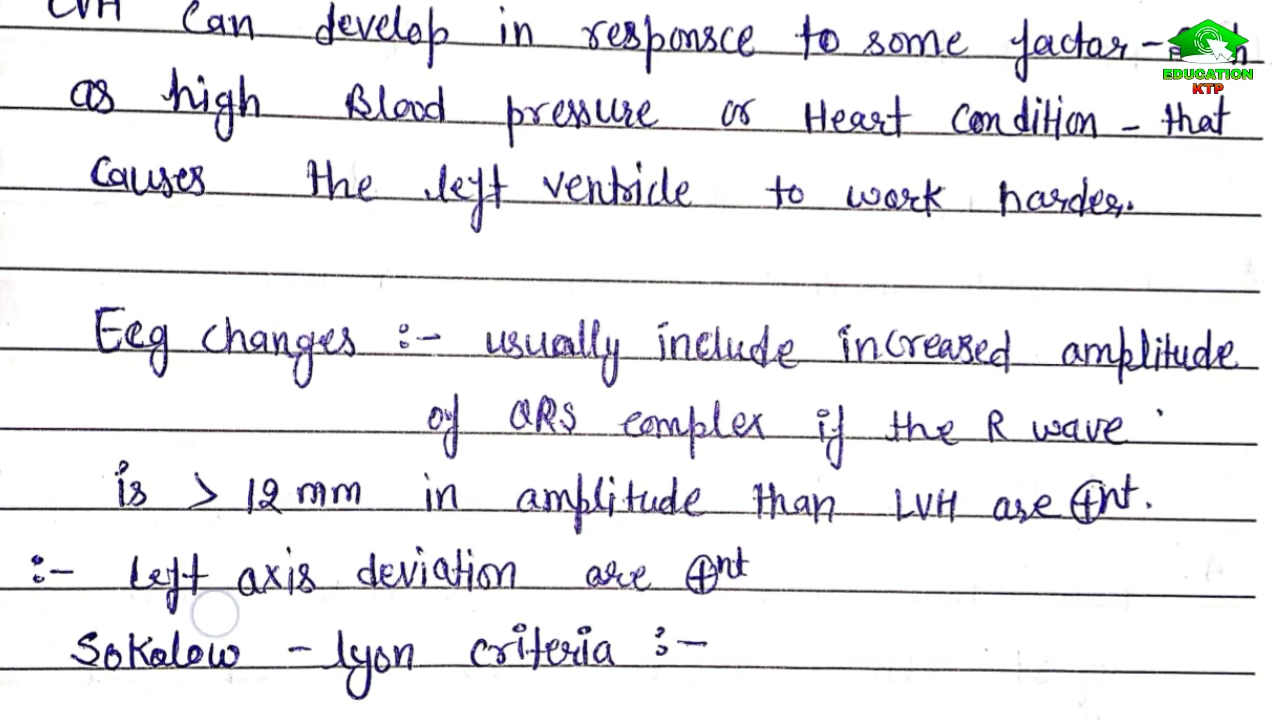 LVH Can develop in responsce to some factor -
as high Blood pressure or Heart Condition - that
Causes the left ventricle to work harder.
Ecg changes :- usually include increased amplitude
of QRS complex if the R wave
is > 12 mm in amplitude than LVH are ⊕nt.
:- left axis deviation are ⊕nt
Sokolow - lyon criteria :-
EDUCATION
KTP